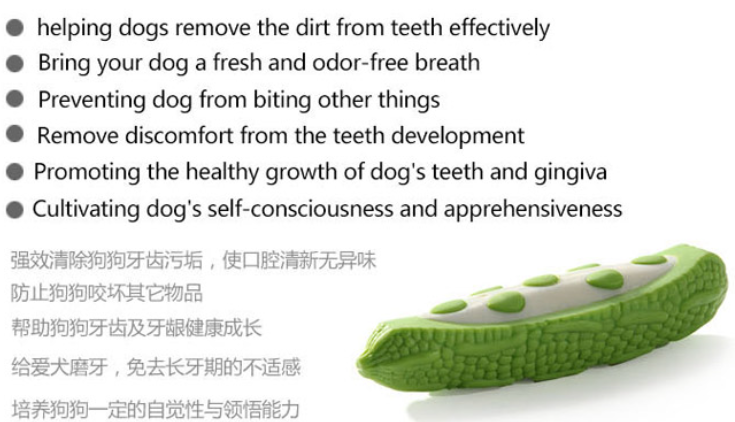 helping dogs remove the dirt from teeth effectively
Bring your dog a fresh and odor-free breath
Preventing dog from biting other things
Remove discomfort from the teeth development
Promoting the healthy growth of dog's teeth and gingiva
Cultivating dog's self-consciousness and apprehensiveness
强效清除狗狗牙齿污垢，使口腔清新无异味
防止狗狗咬坏其它物品
帮助狗狗牙齿及牙龈健康成长
给爱犬磨牙，免去长牙期的不适感
培养狗狗一定的自觉性与领悟能力